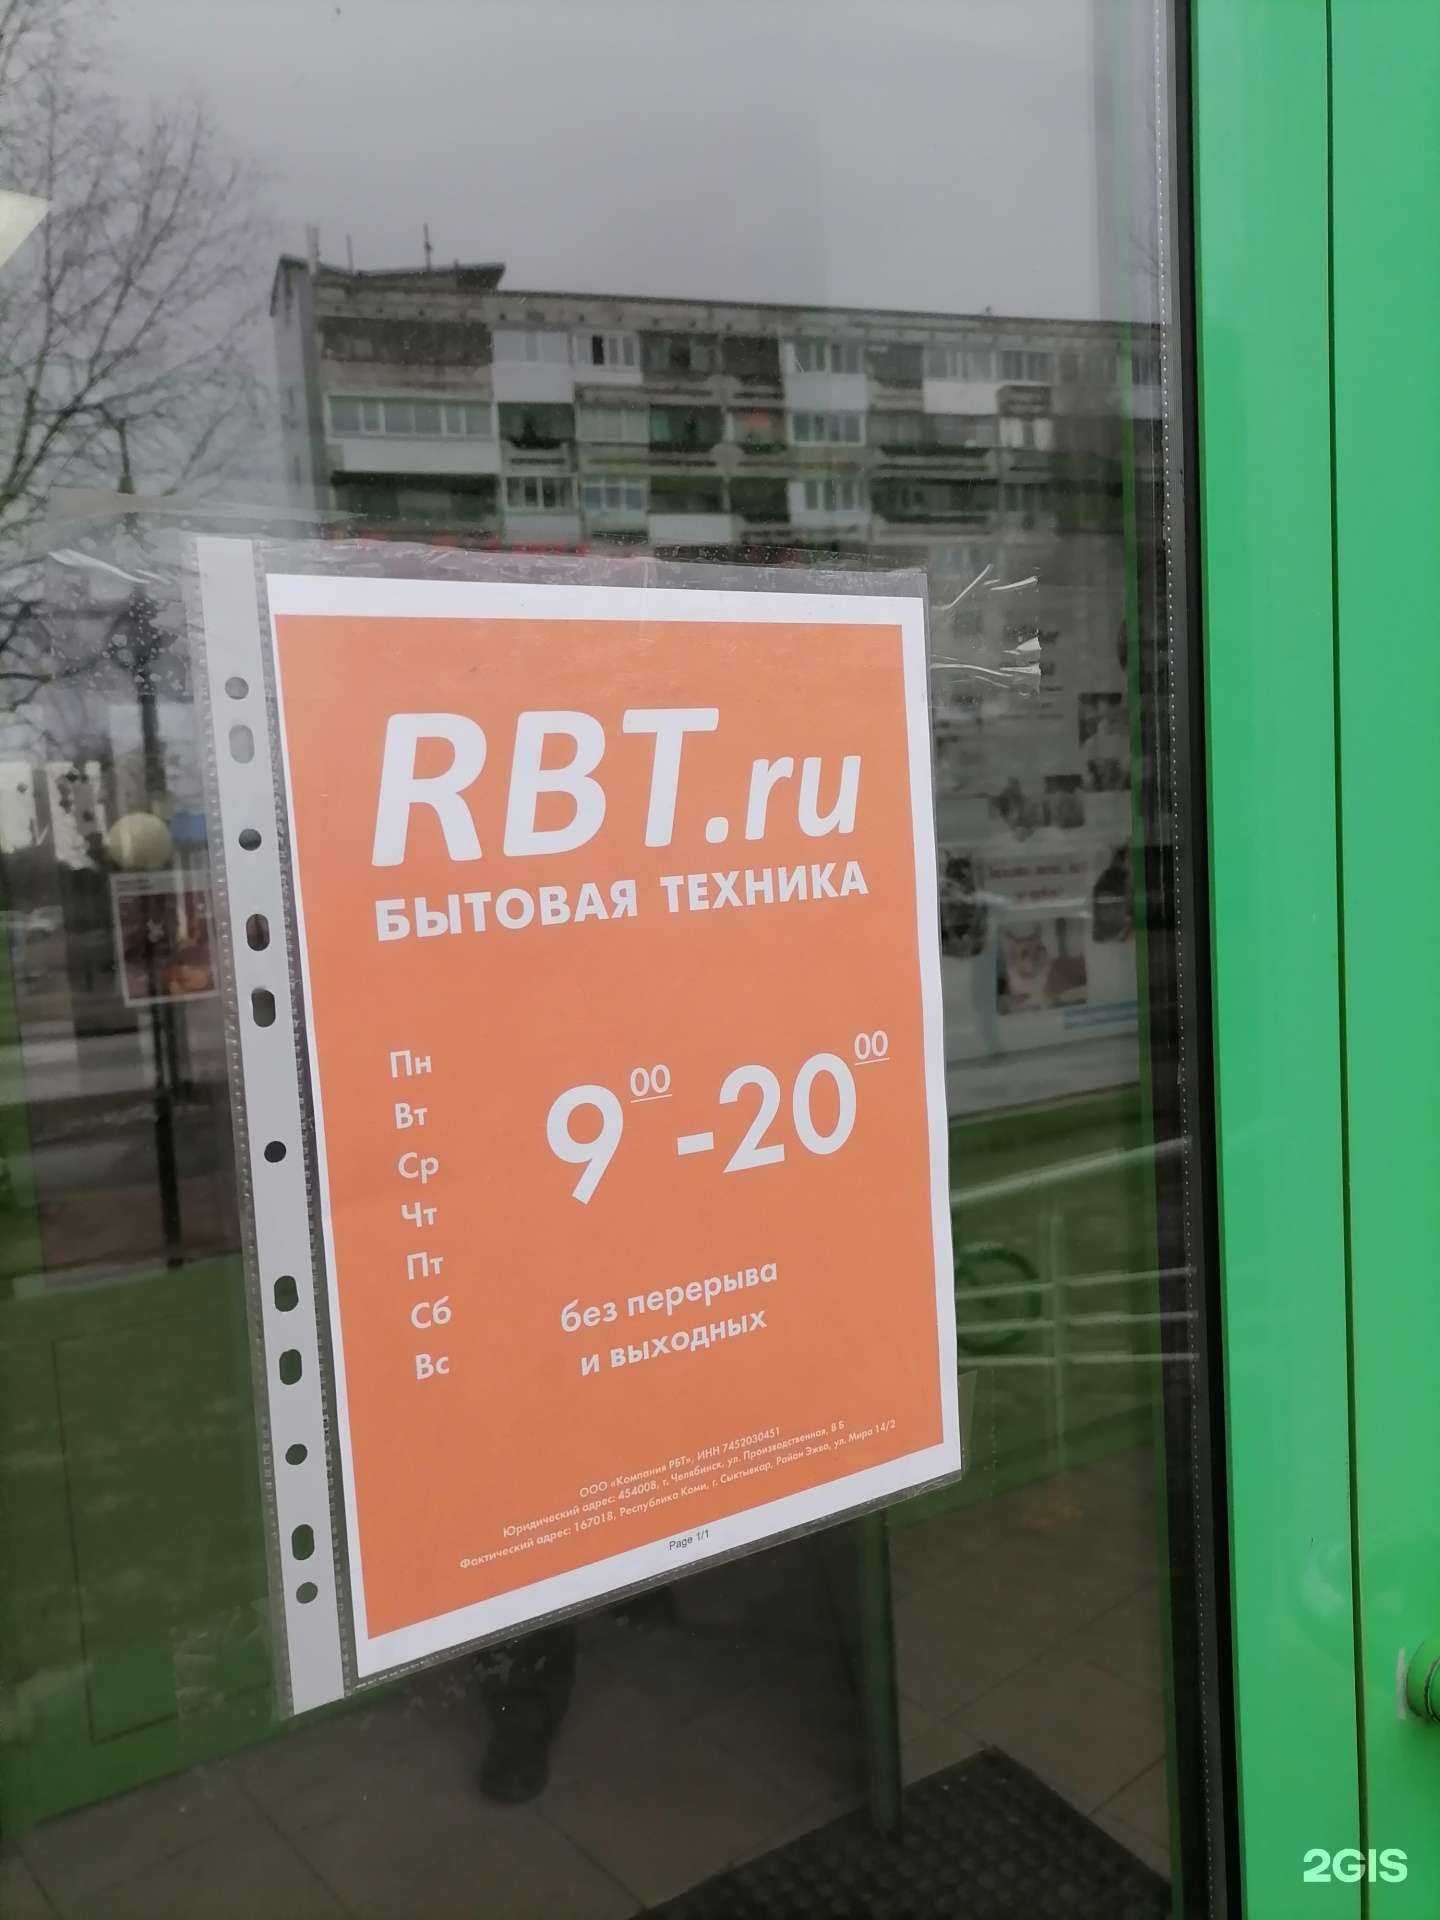 RBT.ru
БЫТОВАЯ ТЕХНИКА
Пн
Вт
Ср
Чт
Пт
Сб
Вс
9 00 -20 00
без перерыва
и выходных
ООО «Компания РБТ», ИНН 7452030451
Юридический адрес: 454008, г. Челябинск, ул. Производственная, 8 Б
Фактический адрес: 167018, Республика Коми, г. Сыктывкар, Район Эжва, ул. Мира 14/2
Page 1/1
2GIS